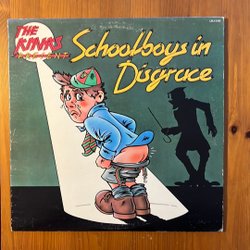 THE
KINKS
Schoolboys in
Disgrace